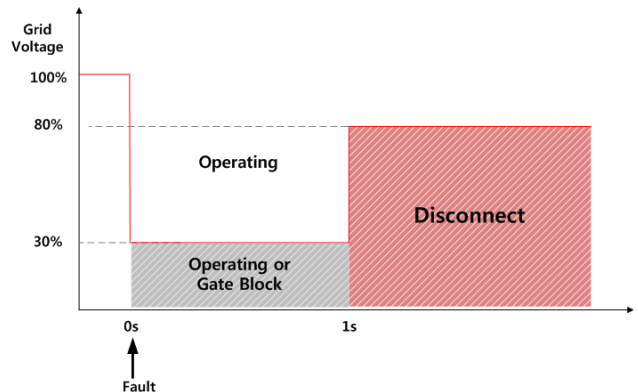 Grid
Voltage
100%
80%
Operating
Disconnect
30%
Operating or
Gate Block
0s
1s
Fault